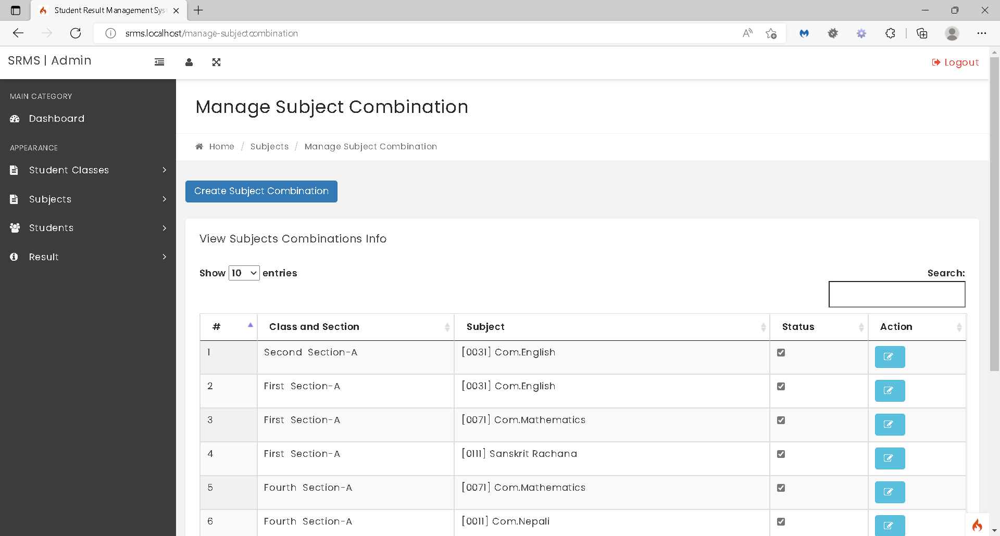 Student Result Management Sys
srms.localhost/manage-subjectcombination
SRMS | Admin
Logout
MAIN CATEGORY
Dashboard
APPEARANCE
Student Classes
Subjects
Students
Result
Manage Subject Combination
Home / Subjects / Manage Subject Combination
Create Subject Combination
View Subjects Combinations Info
Show 10 entries
Search:
# Class and Section Subject Status Action
1 Second Section-A [0031] Com.English
2 First Section-A [0031] Com.English
3 First Section-A [0071] Com.Mathematics
4 First Section-A [0111] Sanskrit Rachana
5 Fourth Section-A [0071] Com.Mathematics
6 Fourth Section-A [0011] Com.Nepali